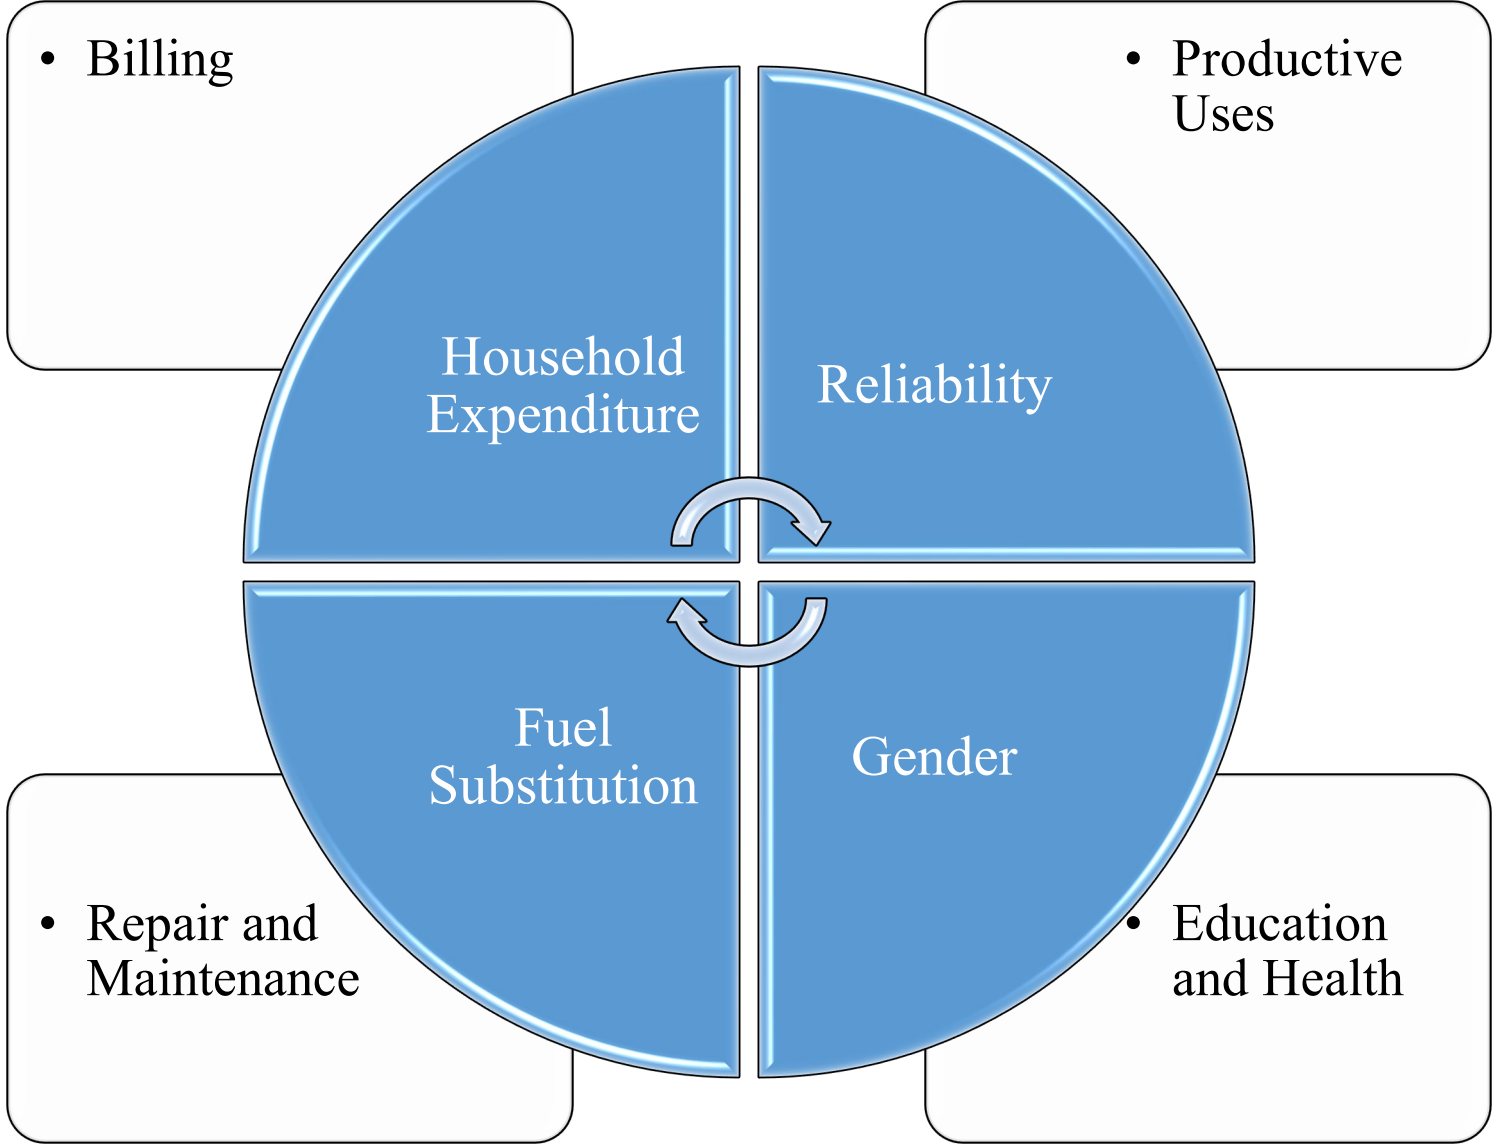 • Billing
• Productive
Uses
Household
Expenditure
Reliability
Fuel
Substitution
Gender
• Repair and
Maintenance
• Education
and Health